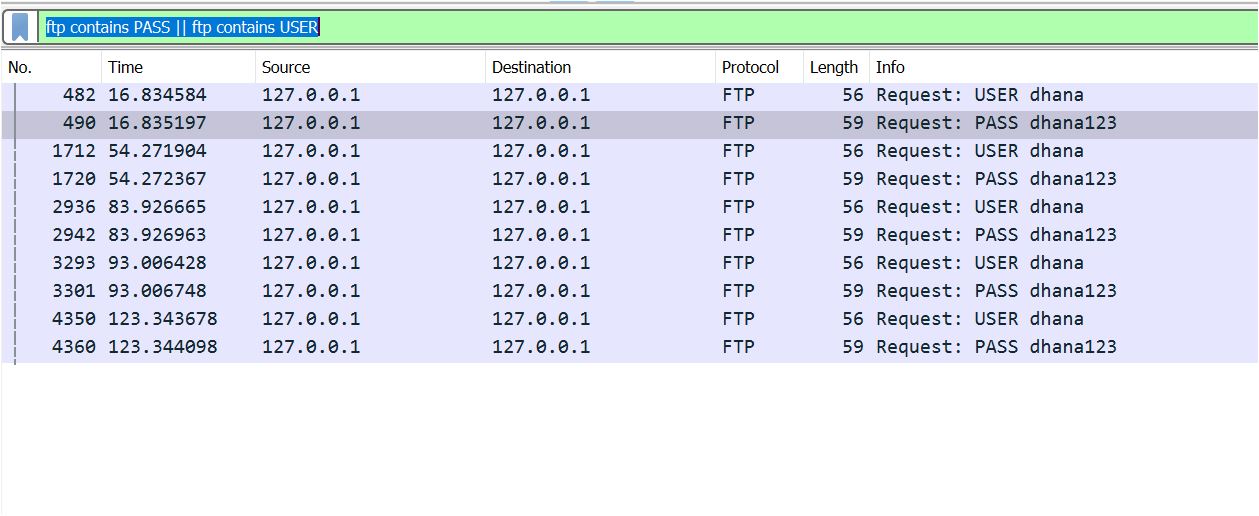 ftp contains PASS || ftp contains USER
No. Time Source Destination Protocol Length Info
482 16.834584 127.0.0.1 127.0.0.1 FTP 56 Request: USER dhana
490 16.835197 127.0.0.1 127.0.0.1 FTP 59 Request: PASS dhana123
1712 54.271904 127.0.0.1 127.0.0.1 FTP 56 Request: USER dhana
1720 54.272367 127.0.0.1 127.0.0.1 FTP 59 Request: PASS dhana123
2936 83.926665 127.0.0.1 127.0.0.1 FTP 56 Request: USER dhana
2942 83.926963 127.0.0.1 127.0.0.1 FTP 59 Request: PASS dhana123
3293 93.006428 127.0.0.1 127.0.0.1 FTP 56 Request: USER dhana
3301 93.006748 127.0.0.1 127.0.0.1 FTP 59 Request: PASS dhana123
4350 123.343678 127.0.0.1 127.0.0.1 FTP 56 Request: USER dhana
4360 123.344098 127.0.0.1 127.0.0.1 FTP 59 Request: PASS dhana123